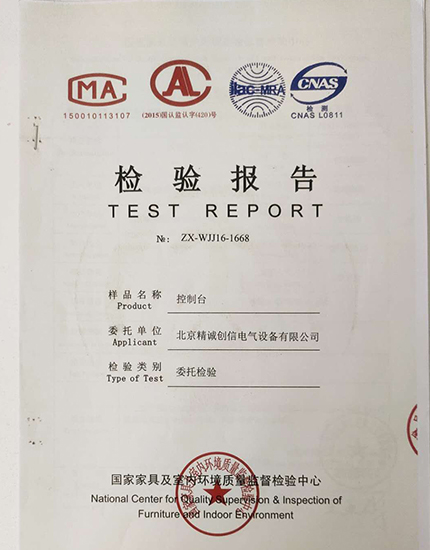 CMA
CAL
ilac-MRA
CNAS
150010113107
(2015)国认监认字(420)号
检 测
CNAS L0811
检验报告
TEST REPORT
№: ZX-WJJ16-1668
样品名称 控制台
Product
委托单位 北京精诚创信电气设备有限公司
Applicant
检验类别 委托检验
Type of Test
国家家具及室内环境质量监督检验中心
National Center for Quality Supervision & Inspection of
Furniture and Indoor Environment